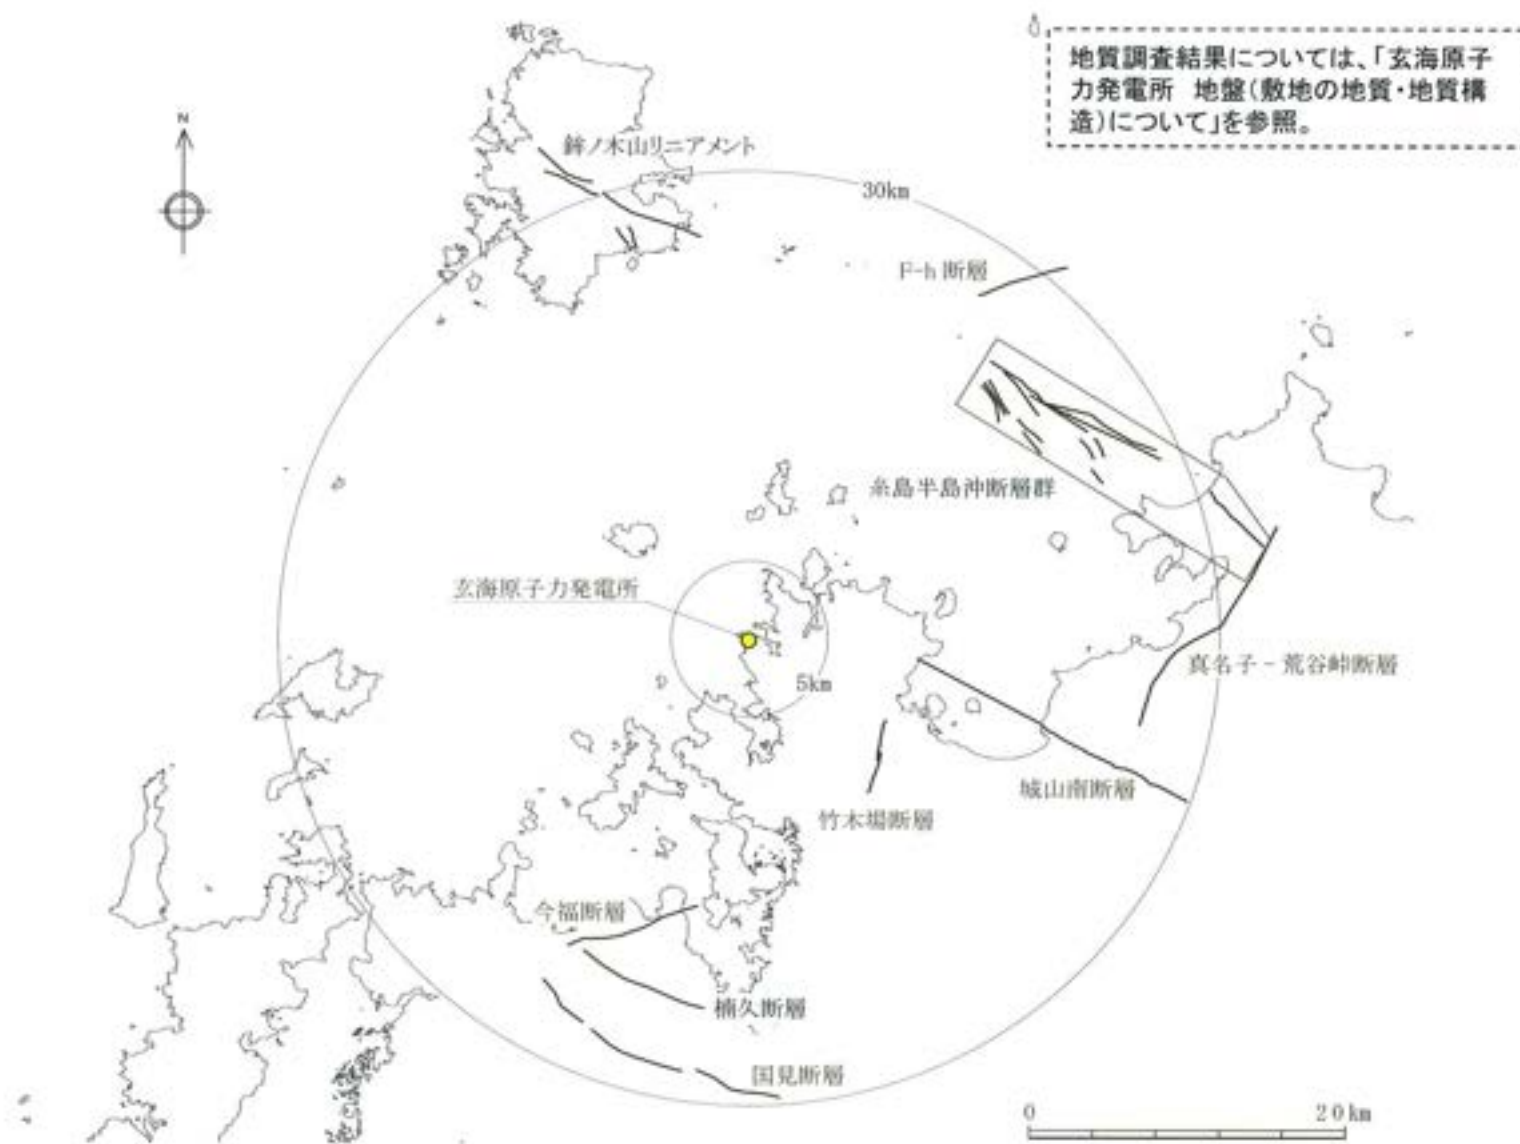 地質調査結果については、「玄海原子
力発電所 地盤(敷地の地質・地質構
造)について」を参照。
N
鉾ノ木山リニアメント
30km
F-h 断層
糸島半島沖断層群
玄海原子力発電所
5km
真名子－荒谷峠断層
城山南断層
竹木場断層
今福断層
楠久断層
国見断層
0 20km